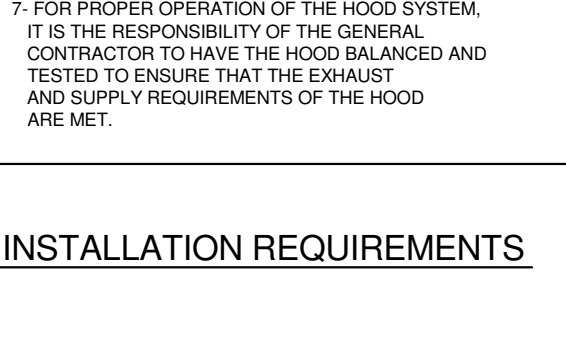 7- FOR PROPER OPERATION OF THE HOOD SYSTEM,
IT IS THE RESPONSIBILITY OF THE GENERAL
CONTRACTOR TO HAVE THE HOOD BALANCED AND
TESTED TO ENSURE THAT THE EXHAUST
AND SUPPLY REQUIREMENTS OF THE HOOD
ARE MET.
INSTALLATION REQUIREMENTS